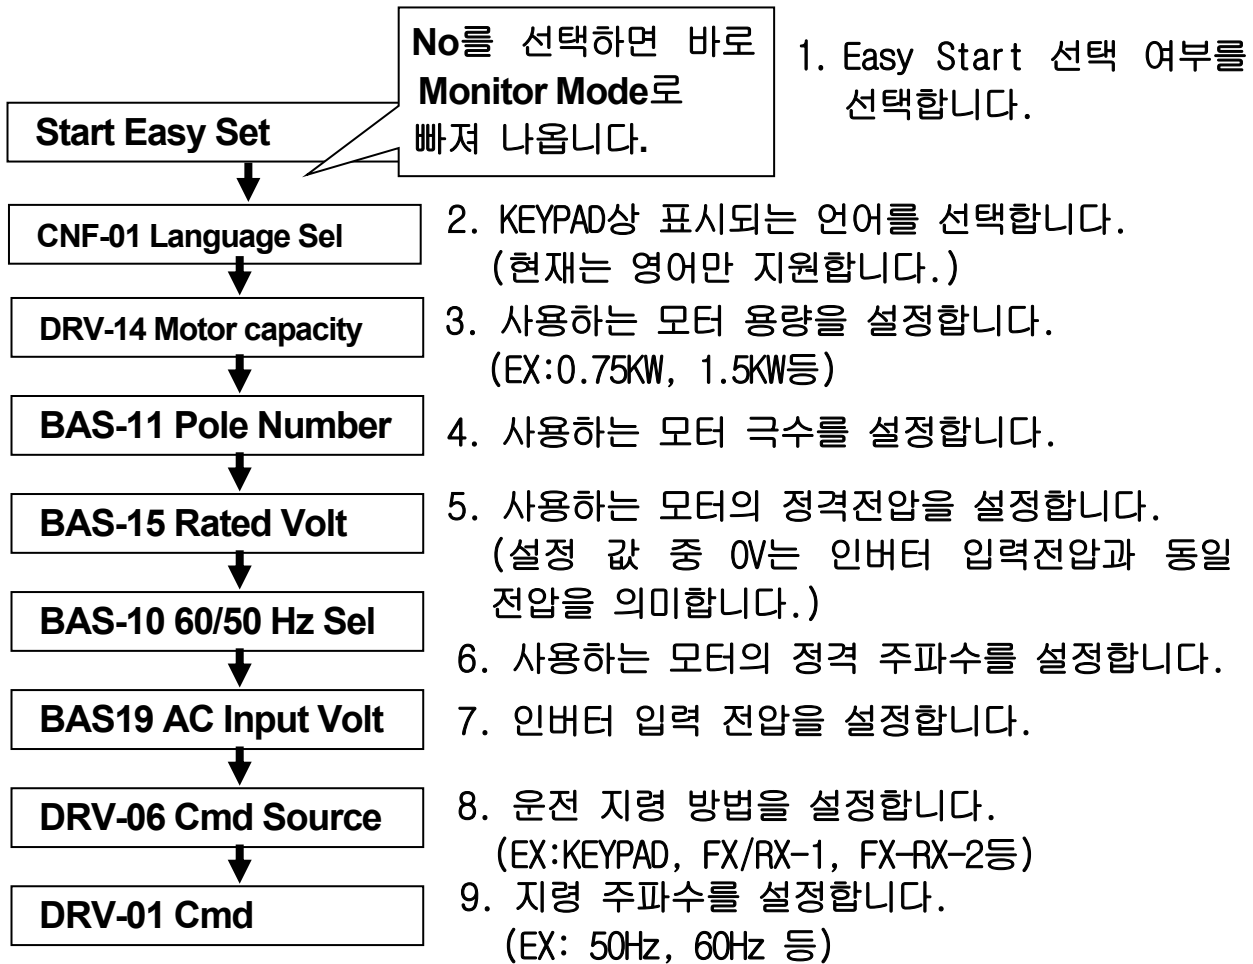 No를 선택하면 바로
Monitor Mode로
빠져 나옵니다.
1. Easy Start 선택 여부를
선택합니다.
Start Easy Set
CNF-01 Language Sel
2. KEYPAD상 표시되는 언어를 선택합니다.
(현재는 영어만 지원합니다.)
DRV-14 Motor capacity
3. 사용하는 모터 용량을 설정합니다.
(EX:0.75KW, 1.5KW등)
BAS-11 Pole Number
4. 사용하는 모터 극수를 설정합니다.
BAS-15 Rated Volt
5. 사용하는 모터의 정격전압을 설정합니다.
(설정 값 중 0V는 인버터 입력전압과 동일
전압을 의미합니다.)
BAS-10 60/50 Hz Sel
6. 사용하는 모터의 정격 주파수를 설정합니다.
BAS19 AC Input Volt
7. 인버터 입력 전압을 설정합니다.
DRV-06 Cmd Source
8. 운전 지령 방법을 설정합니다.
(EX:KEYPAD, FX/RX-1, FX-RX-2등)
DRV-01 Cmd
9. 지령 주파수를 설정합니다.
(EX: 50Hz, 60Hz 등)